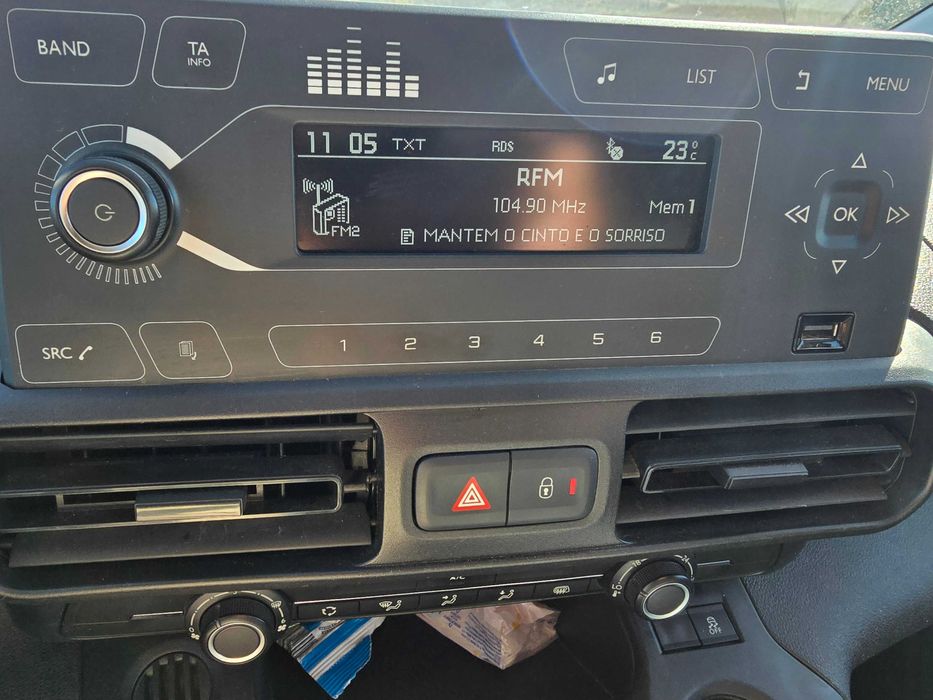 BAND
TA
INFO
LIST
MENU
11 05 TXT RDS 23°C
RFM
104.90 MHz Mem 1
FM2
MANTEM O CINTO E O SORRISO
OK
SRC
1 2 3 4 5 6
A/C
OFF